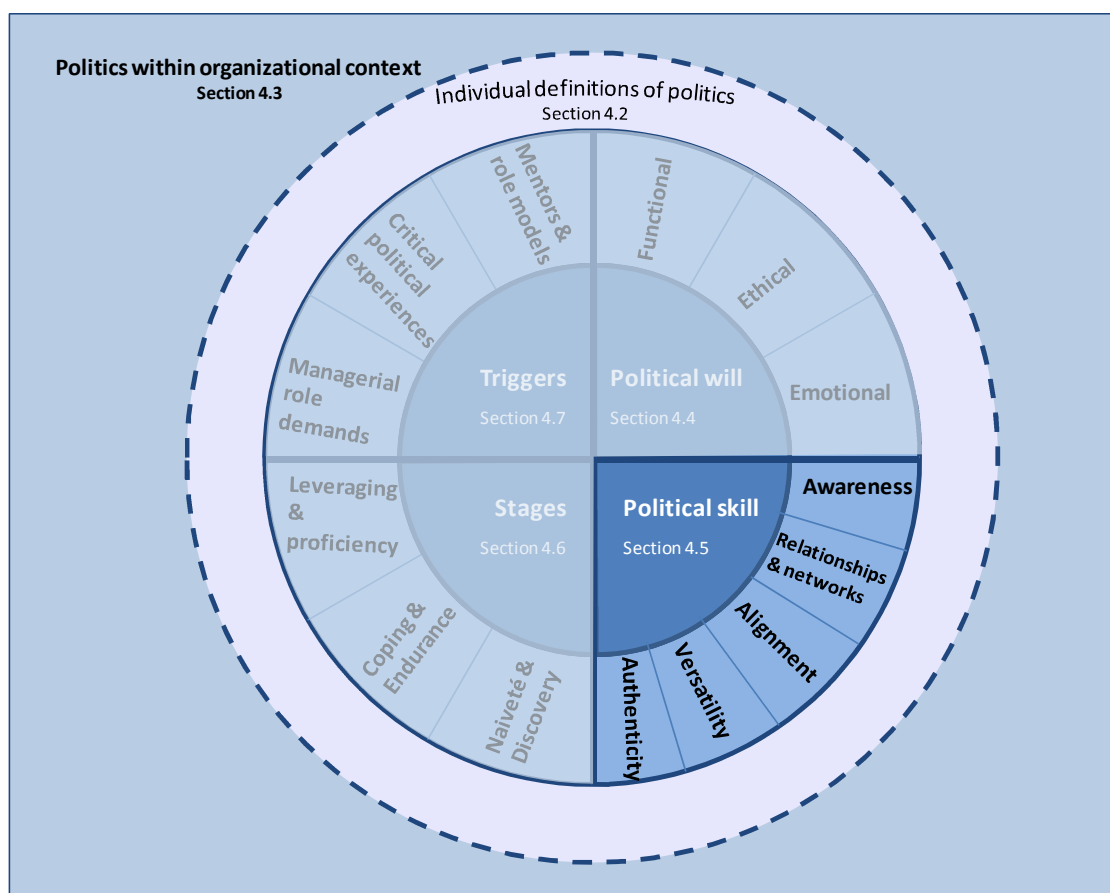 Politics within organizational context
Section 4.3
Individual definitions of politics
Section 4.2
Mentors &
role models
Critical
political
experiences
Managerial
role
demands
Triggers
Section 4.7
Functional
Ethical
Emotional
Political will
Section 4.4
Leveraging
&
proficiency
Coping &
Endurance
Naiveté &
Discovery
Stages
Section 4.6
Political skill
Section 4.5
Awareness
Relationships
& networks
Alignment
Versatility
Authenticity